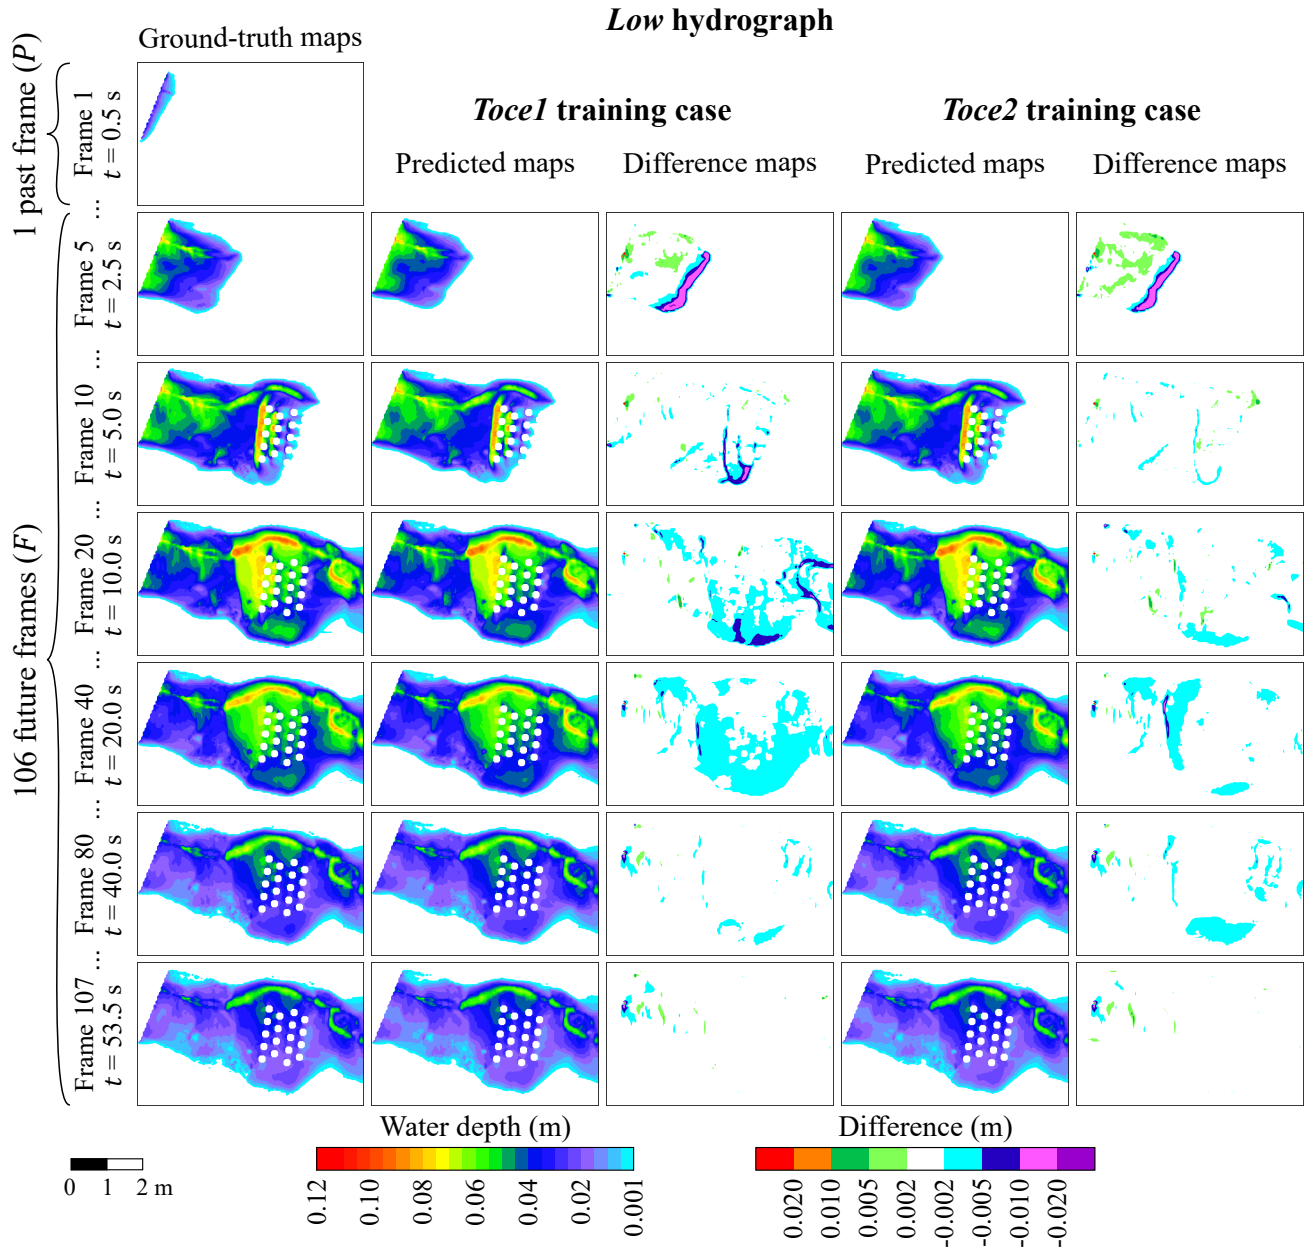 Low hydrograph
Ground-truth maps
Toce1 training case
Toce2 training case
Predicted maps
Difference maps
Predicted maps
Difference maps
1 past frame (P)
Frame 1
t = 0.5 s
...
106 future frames (F)
Frame 5
t = 2.5 s
...
Frame 10
t = 5.0 s
...
Frame 20
t = 10.0 s
...
Frame 40
t = 20.0 s
...
Frame 80
t = 40.0 s
...
Frame 107
t = 53.5 s
Water depth (m)
0.12
0.10
0.08
0.06
0.04
0.02
0.001
Difference (m)
0.020
0.010
0.005
0.002
-0.002
-0.005
-0.010
-0.020
0 1 2 m